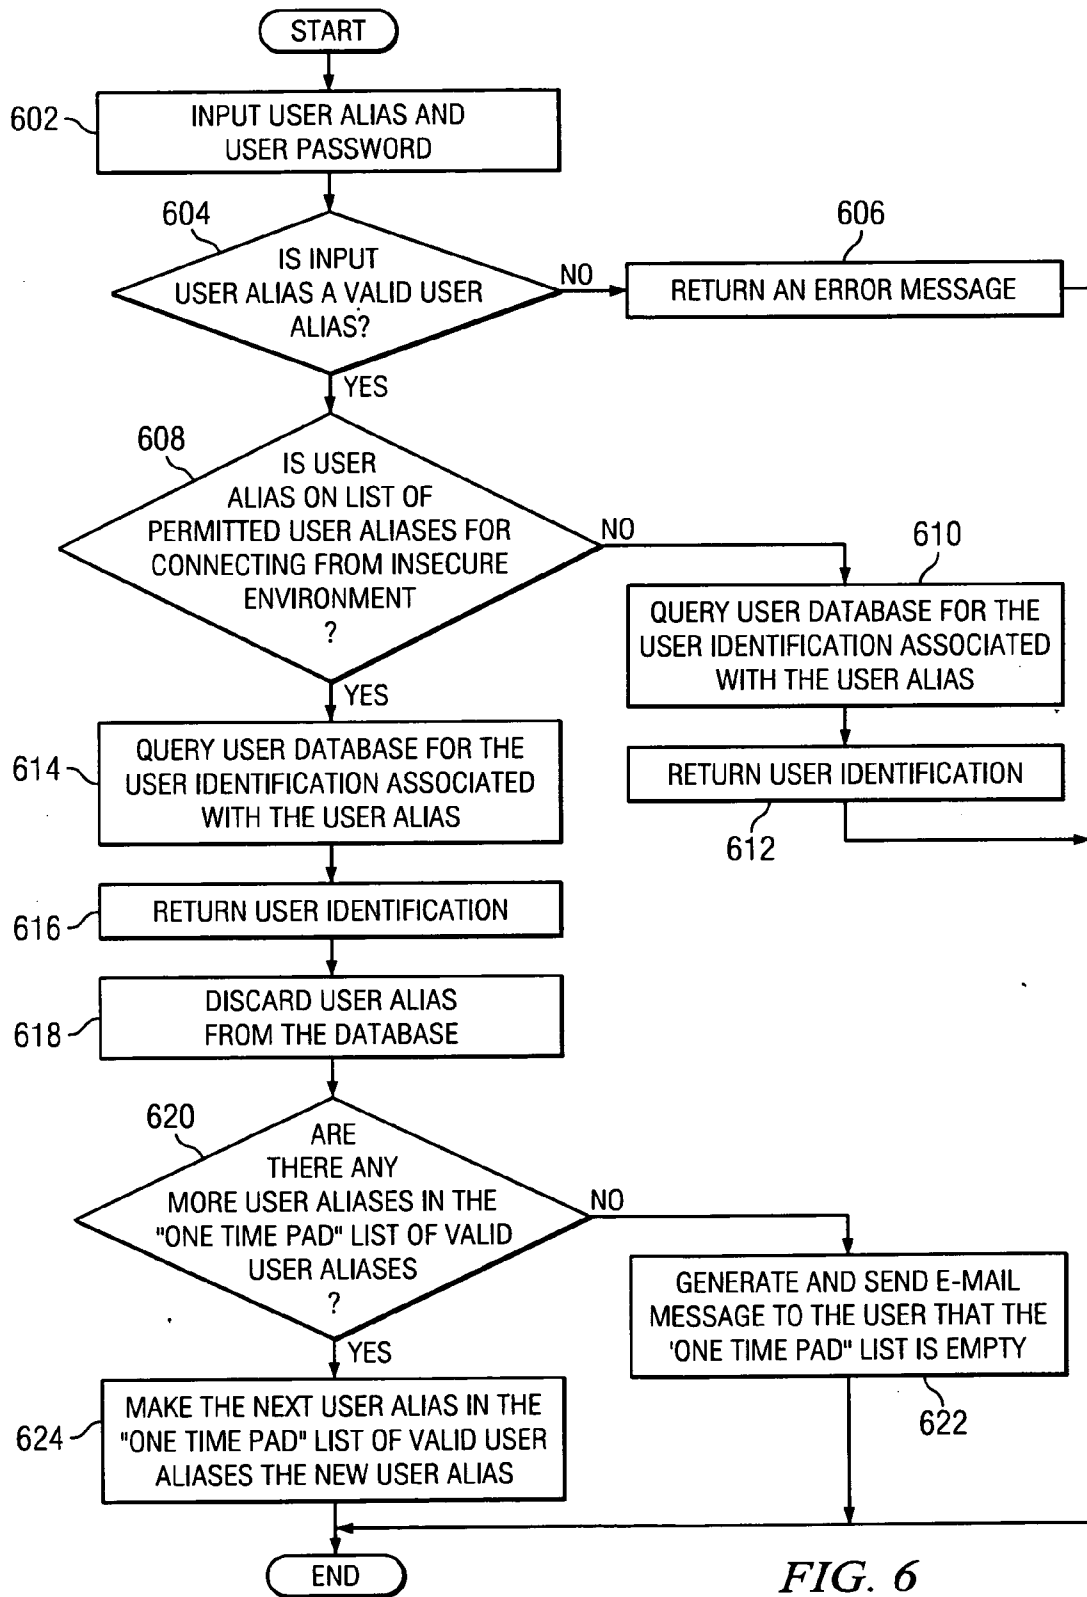 START
602
INPUT USER ALIAS AND
USER PASSWORD
604
IS INPUT
USER ALIAS A VALID USER
ALIAS?
NO
606
RETURN AN ERROR MESSAGE
YES
608
IS USER
ALIAS ON LIST OF
PERMITTED USER ALIASES FOR
CONNECTING FROM INSECURE
ENVIRONMENT
?
NO
610
QUERY USER DATABASE FOR THE
USER IDENTIFICATION ASSOCIATED
WITH THE USER ALIAS
RETURN USER IDENTIFICATION
612
YES
614
QUERY USER DATABASE FOR THE
USER IDENTIFICATION ASSOCIATED
WITH THE USER ALIAS
616
RETURN USER IDENTIFICATION
618
DISCARD USER ALIAS
FROM THE DATABASE
620
ARE
THERE ANY
MORE USER ALIASES IN THE
"ONE TIME PAD" LIST OF VALID
USER ALIASES
?
NO
GENERATE AND SEND E-MAIL
MESSAGE TO THE USER THAT THE
'ONE TIME PAD" LIST IS EMPTY
622
YES
624
MAKE THE NEXT USER ALIAS IN THE
"ONE TIME PAD" LIST OF VALID USER
ALIASES THE NEW USER ALIAS
END
FIG. 6